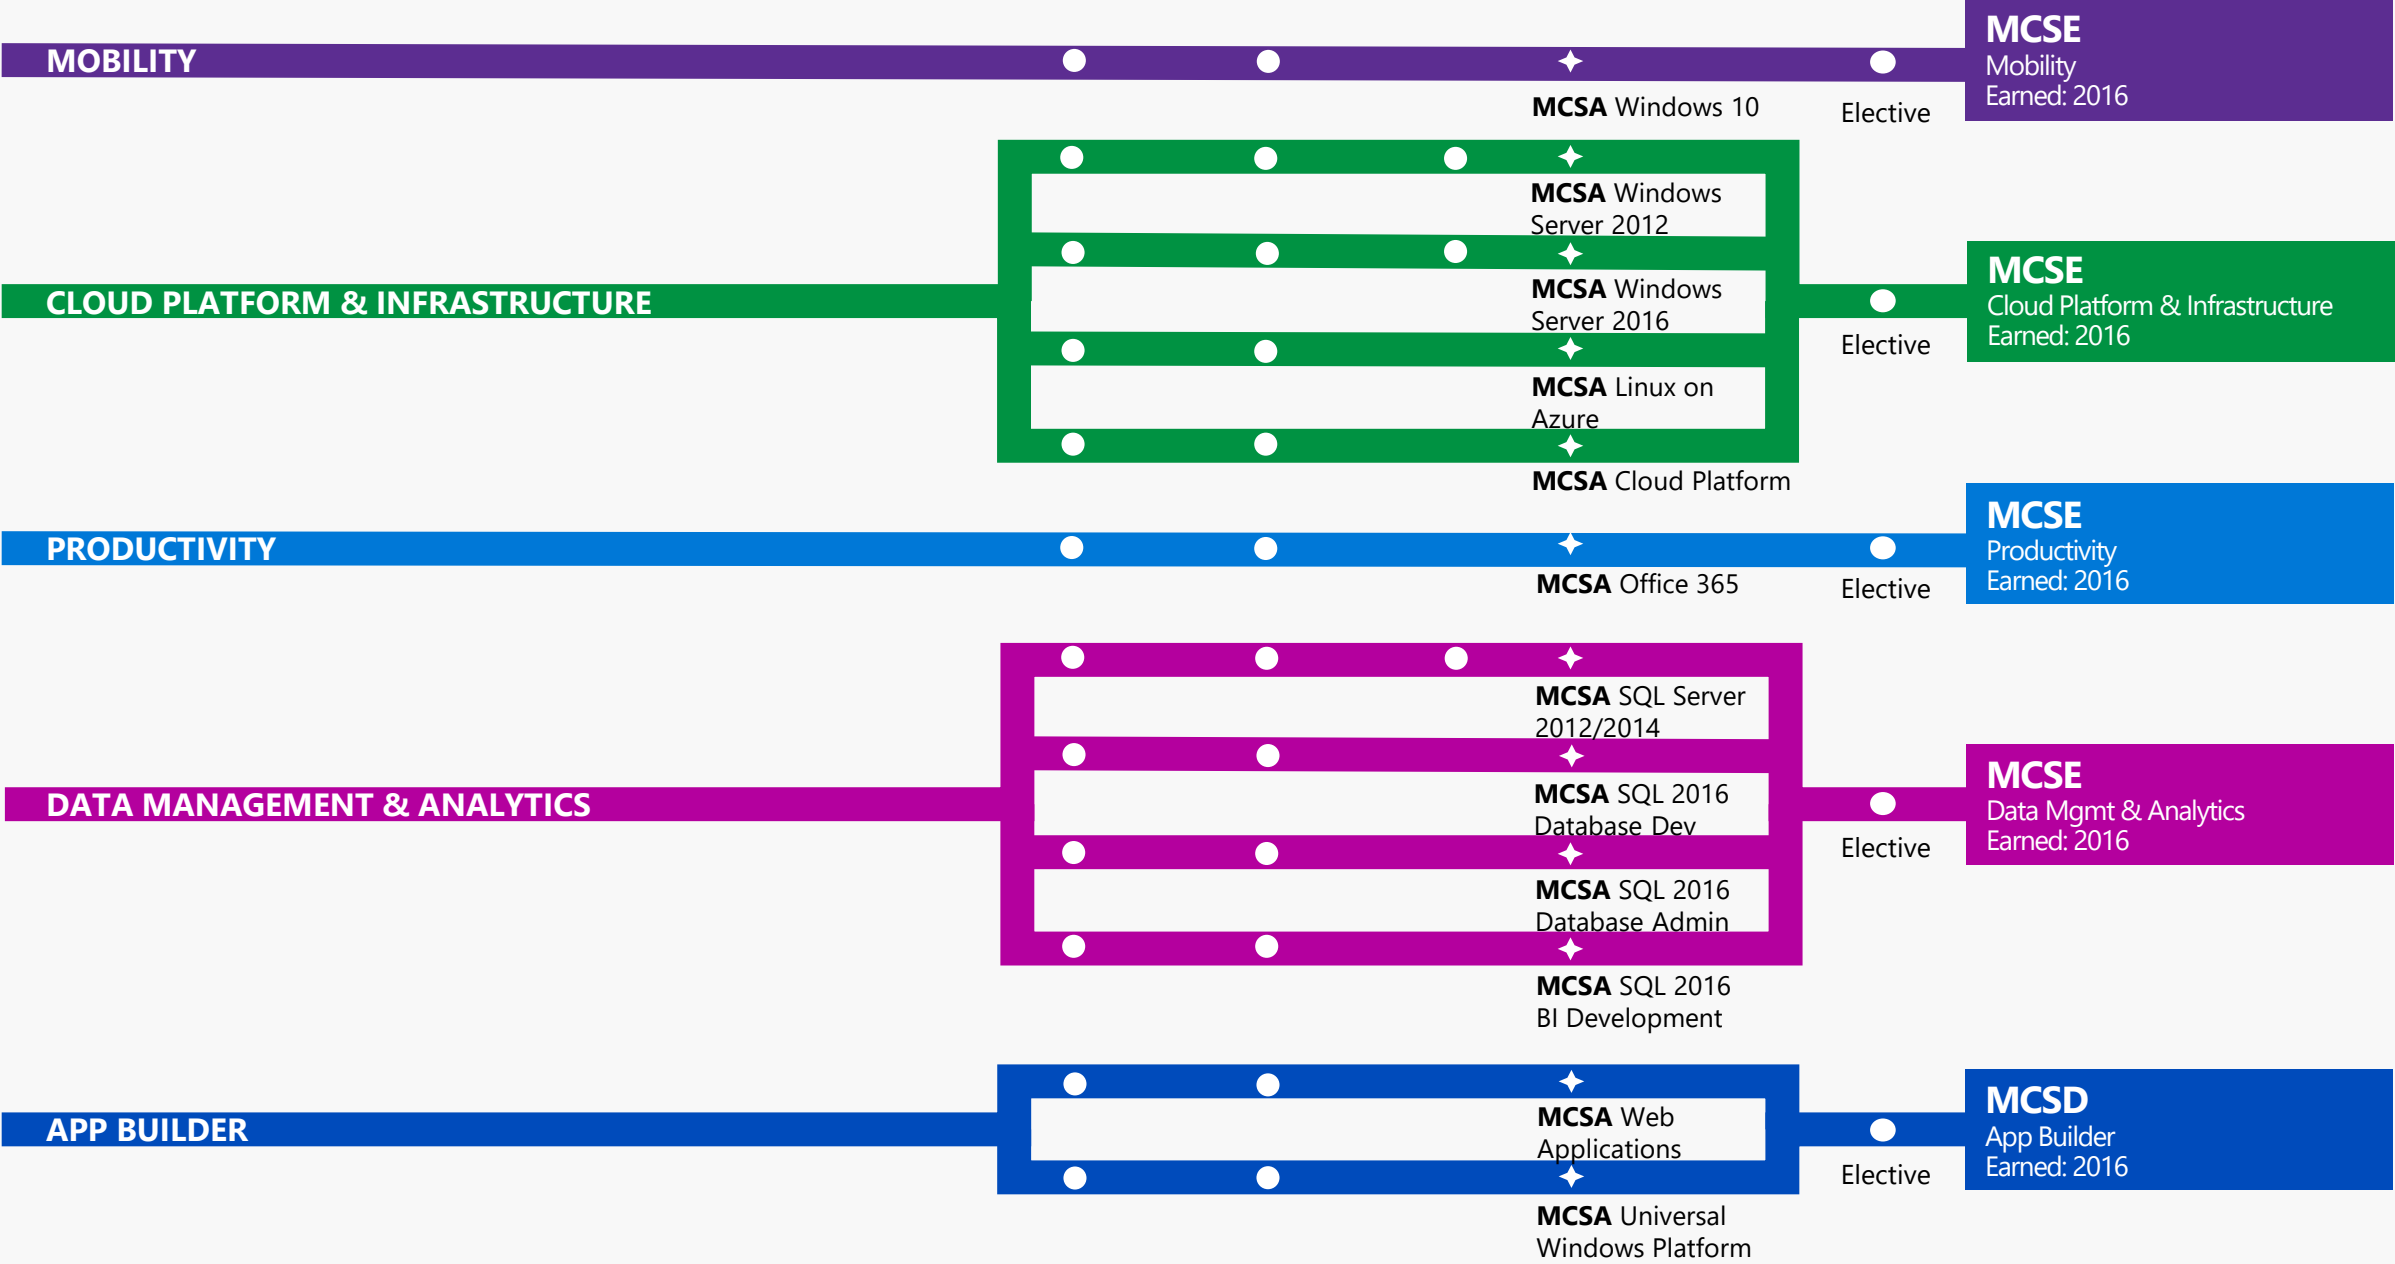 MOBILITY
MCSA Windows 10
Elective
MCSE
Mobility
Earned: 2016
CLOUD PLATFORM & INFRASTRUCTURE
MCSA Windows
Server 2012
MCSA Windows
Server 2016
MCSA Linux on
Azure
MCSA Cloud Platform
Elective
MCSE
Cloud Platform & Infrastructure
Earned: 2016
PRODUCTIVITY
MCSA Office 365
Elective
MCSE
Productivity
Earned: 2016
DATA MANAGEMENT & ANALYTICS
MCSA SQL Server
2012/2014
MCSA SQL 2016
Database Dev
MCSA SQL 2016
Database Admin
MCSA SQL 2016
BI Development
Elective
MCSE
Data Mgmt & Analytics
Earned: 2016
APP BUILDER
MCSA Web
Applications
MCSA Universal
Windows Platform
Elective
MCSD
App Builder
Earned: 2016